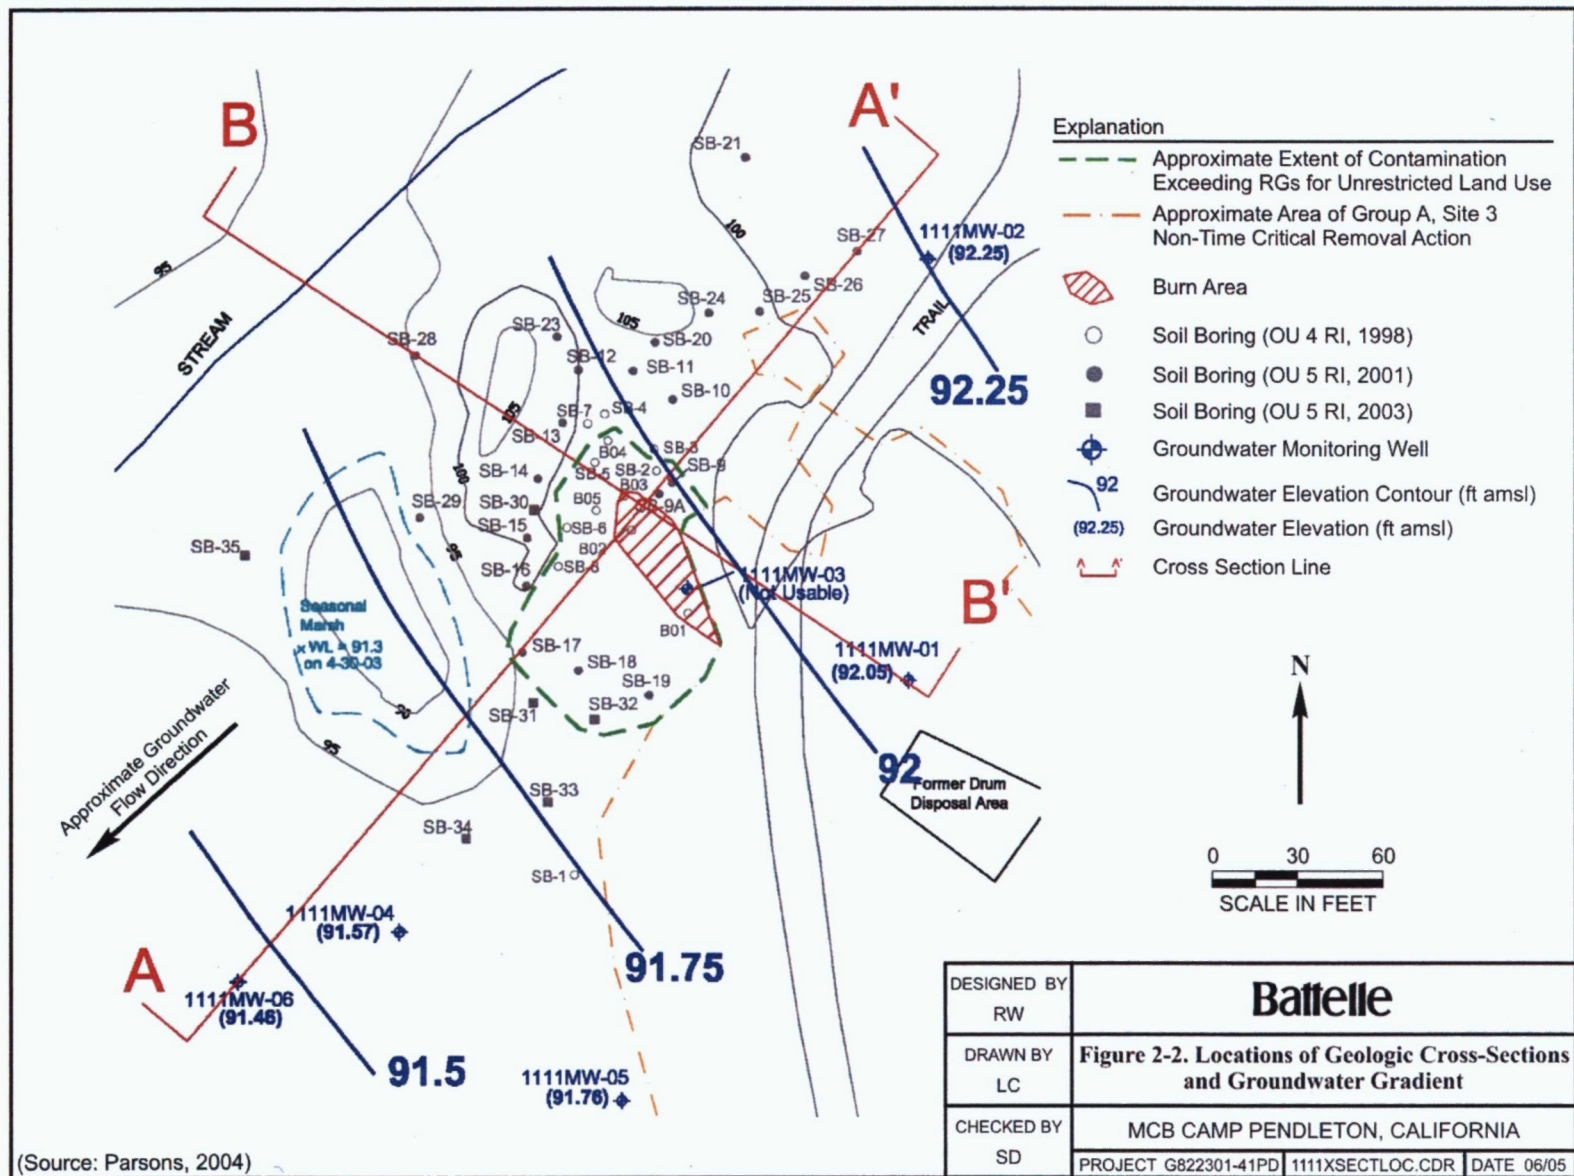 B
A'
SB-21
95
100
STREAM
1111MW-02
(92.25)
SB-27
SB-26
SB-25
SB-24
105
TRAIL
SB-23
SB-20
SB-28
SB-12
SB-11
92.25
105
SB-10
SB-7
SB-4
SB-13
SB-3
B04
SB-14
SB-5
SB-2
SB-9
100
B03
SB-30
B05
SB-9A
SB-29
SB-15
SB-6
B02
SB-35
95
SB-16
SB-8
1111MW-03
(Not Usable)
B'
Seasonal
Marsh
× WL = 91.3
on 4-30-03
B01
SB-17
1111MW-01
(92.05)
SB-18
SB-19
90
SB-31
SB-32
95
92
Approximate Groundwater
Flow Direction
Former Drum
Disposal Area
SB-33
SB-34
SB-1
1111MW-04
(91.57)
A
91.75
1111MW-06
(91.46)
91.5
1111MW-05
(91.76)
(Source: Parsons, 2004)
Explanation
Approximate Extent of Contamination
Exceeding RGs for Unrestricted Land Use
Approximate Area of Group A, Site 3
Non-Time Critical Removal Action
Burn Area
Soil Boring (OU 4 RI, 1998)
Soil Boring (OU 5 RI, 2001)
Soil Boring (OU 5 RI, 2003)
Groundwater Monitoring Well
92
Groundwater Elevation Contour (ft amsl)
(92.25) Groundwater Elevation (ft amsl)
A A' Cross Section Line
N
0 30 60
SCALE IN FEET
DESIGNED BY
RW
Battelle
DRAWN BY
LC
Figure 2-2. Locations of Geologic Cross-Sections
and Groundwater Gradient
CHECKED BY
SD
MCB CAMP PENDLETON, CALIFORNIA
PROJECT G822301-41PD 1111XSECTLOC.CDR DATE 06/05